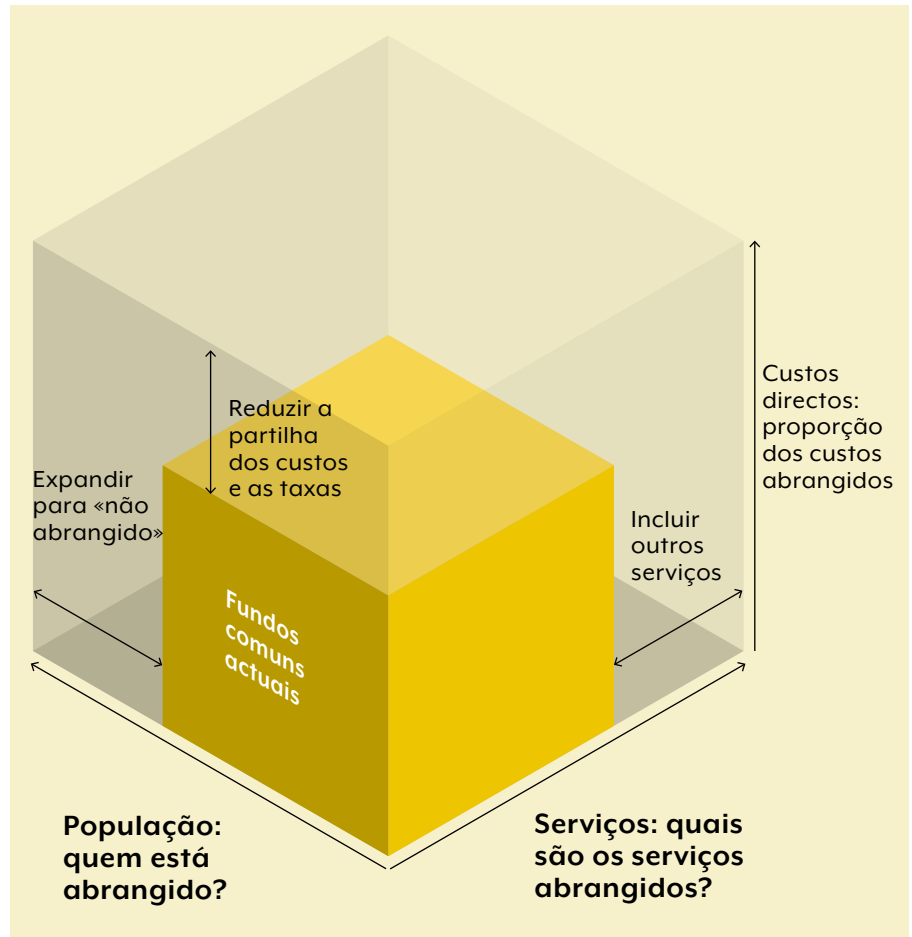 Custos
directos:
proporção
dos custos
abrangidos
Reduzir a
partilha
dos custos
e as taxas
Expandir
para «não
abrangido»
Incluir
outros
serviços
Fundos
comuns
actuais
População:
quem está
abrangido?
Serviços: quais
são os serviços
abrangidos?